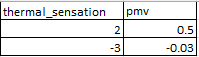 thermal_sensation pmv
2 0.5
-3 -0.03